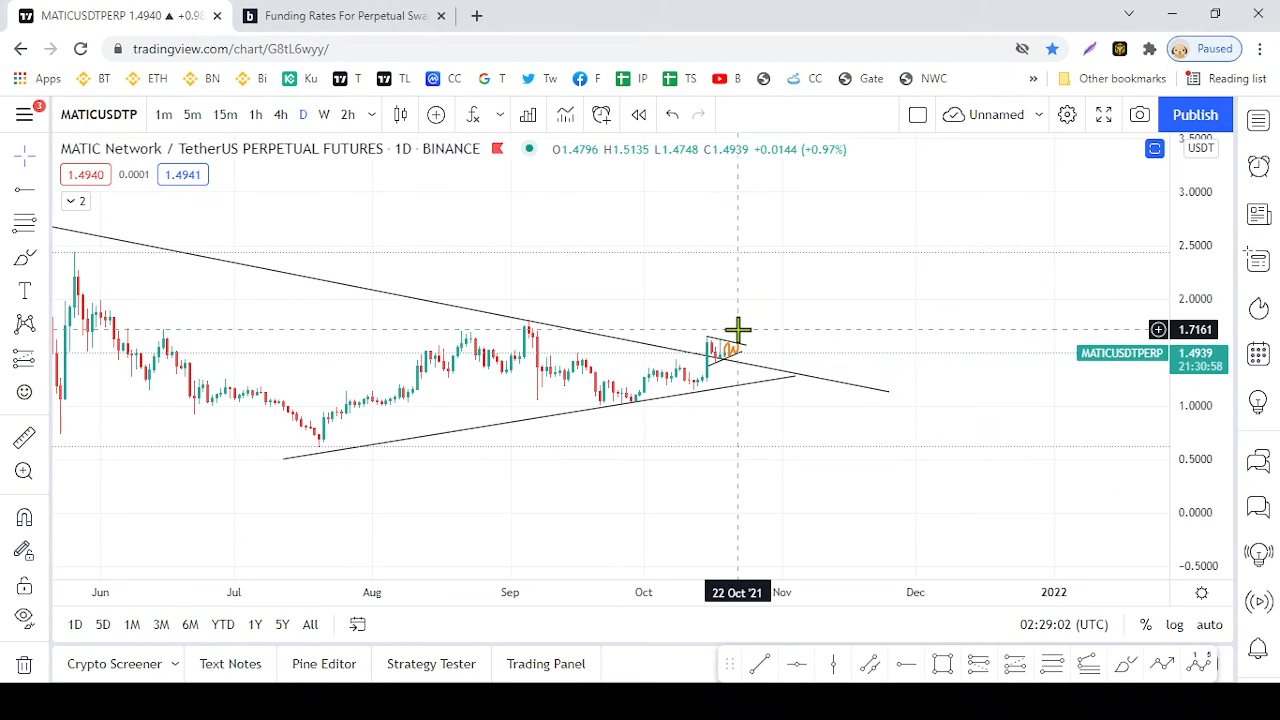 MATICUSDTPERP 1.4940 ▲ +0.98
Funding Rates For Perpetual Swa
tradingview.com/chart/G8tL6wyy/
Paused
Apps BT ETH BN Bi Ku T TL CC T Tw F IP TS B CC Gate NWC » Other bookmarks Reading list
3 MATICUSDTP 1m 5m 15m 1h 4h D W 2h Unnamed Publish
MATIC Network / TetherUS PERPETUAL FUTURES · 1D · BINANCE O1.4796 H1.5135 L1.4748 C1.4939 +0.0144 (+0.97%) USDT
1.4940 0.0001 1.4941
2
3.5000
3.0000
2.5000
2.0000
1.7161
MATICUSDTPERP 1.4939
21:30:58
1.0000
0.5000
0.0000
−0.5000
Jun Jul Aug Sep Oct 22 Oct '21 Nov Dec 2022
1D 5D 1M 3M 6M YTD 1Y 5Y All 02:29:02 (UTC) % log auto
Crypto Screener Text Notes Pine Editor Strategy Tester Trading Panel